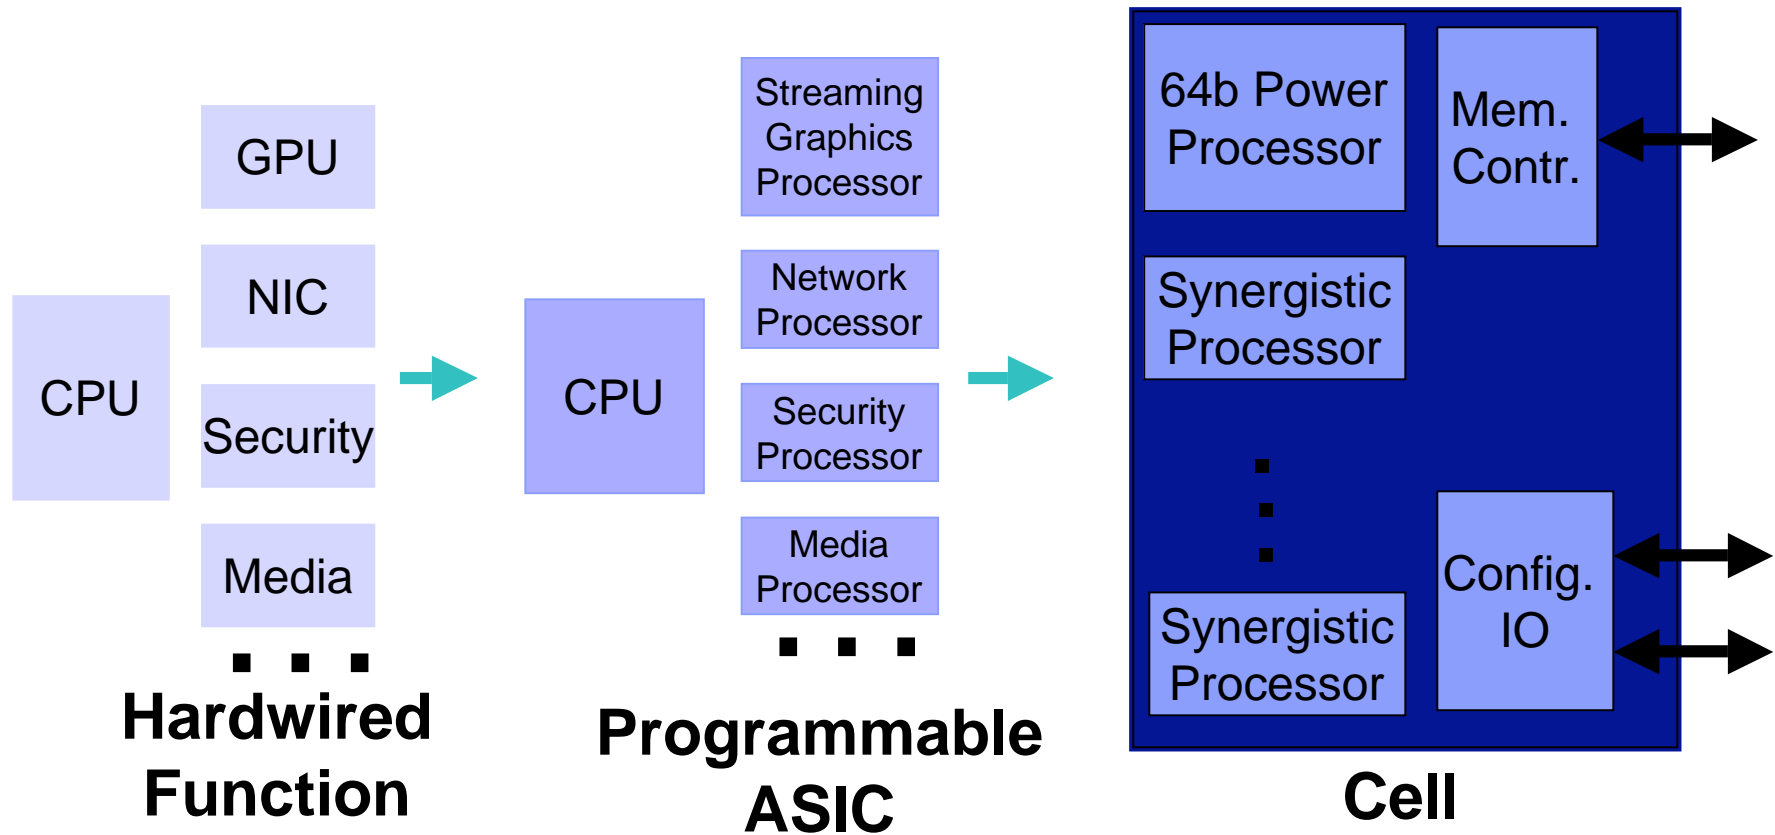 CPU
GPU
NIC
Security
Media
Hardwired
Function
CPU
Streaming
Graphics
Processor
Network
Processor
Security
Processor
Media
Processor
Programmable
ASIC
64b Power
Processor
Mem.
Contr.
Synergistic
Processor
Synergistic
Processor
Config.
IO
Cell